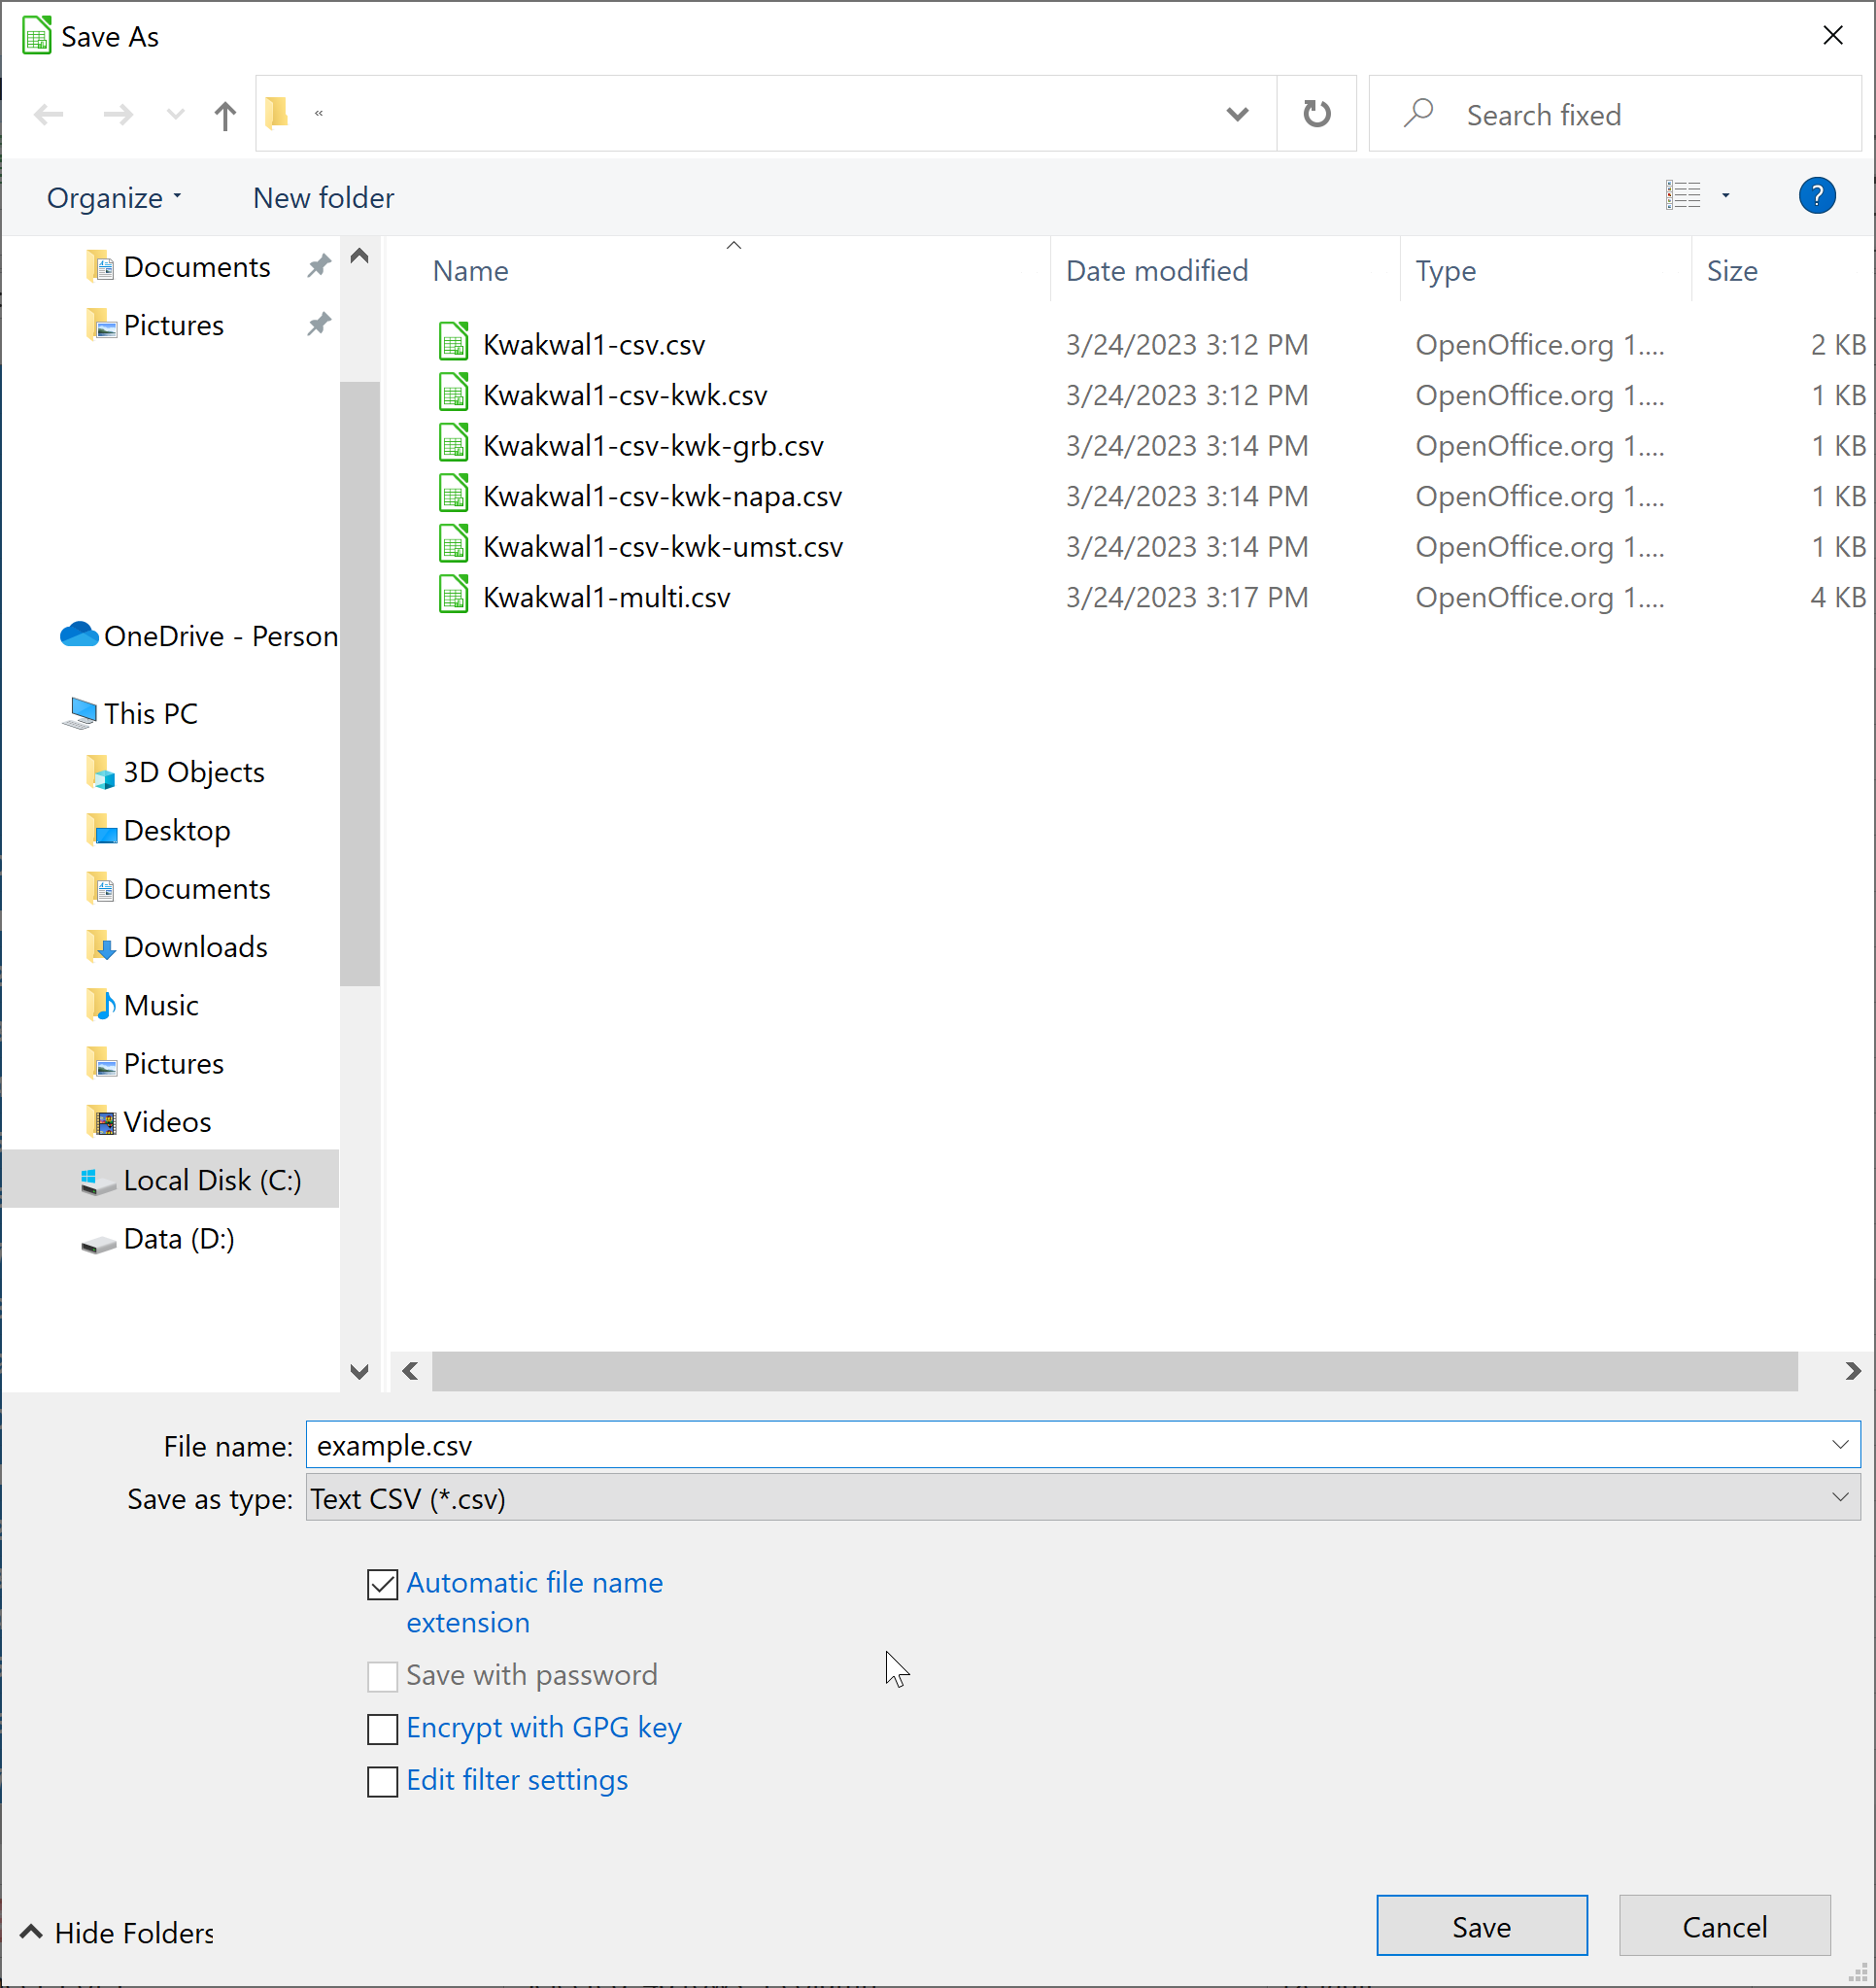 Save As
«
Search fixed
Organize
New folder
?
Documents
Pictures
OneDrive - Person
This PC
3D Objects
Desktop
Documents
Downloads
Music
Pictures
Videos
Local Disk (C:)
Data (D:)
Name Date modified Type Size
Kwakwal1-csv.csv 3/24/2023 3:12 PM OpenOffice.org 1.... 2 KB
Kwakwal1-csv-kwk.csv 3/24/2023 3:12 PM OpenOffice.org 1.... 1 KB
Kwakwal1-csv-kwk-grb.csv 3/24/2023 3:14 PM OpenOffice.org 1.... 1 KB
Kwakwal1-csv-kwk-napa.csv 3/24/2023 3:14 PM OpenOffice.org 1.... 1 KB
Kwakwal1-csv-kwk-umst.csv 3/24/2023 3:14 PM OpenOffice.org 1.... 1 KB
Kwakwal1-multi.csv 3/24/2023 3:17 PM OpenOffice.org 1.... 4 KB
File name: example.csv
Save as type: Text CSV (*.csv)
Automatic file name
extension
Save with password
Encrypt with GPG key
Edit filter settings
Hide Folders
Save
Cancel